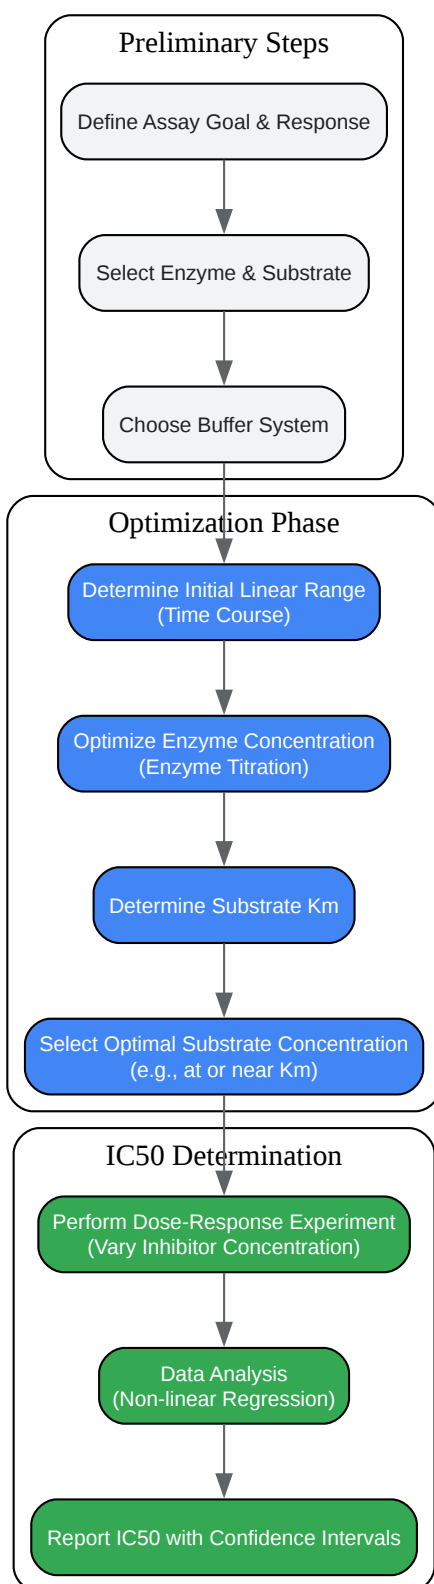 Preliminary Steps
Define Assay Goal & Response
Select Enzyme & Substrate
Choose Buffer System
Optimization Phase
Determine Initial Linear Range
(Time Course)
Optimize Enzyme Concentration
(Enzyme Titration)
Determine Substrate Km
Select Optimal Substrate Concentration
(e.g., at or near Km)
IC50 Determination
Perform Dose-Response Experiment
(Vary Inhibitor Concentration)
Data Analysis
(Non-linear Regression)
Report IC50 with Confidence Intervals